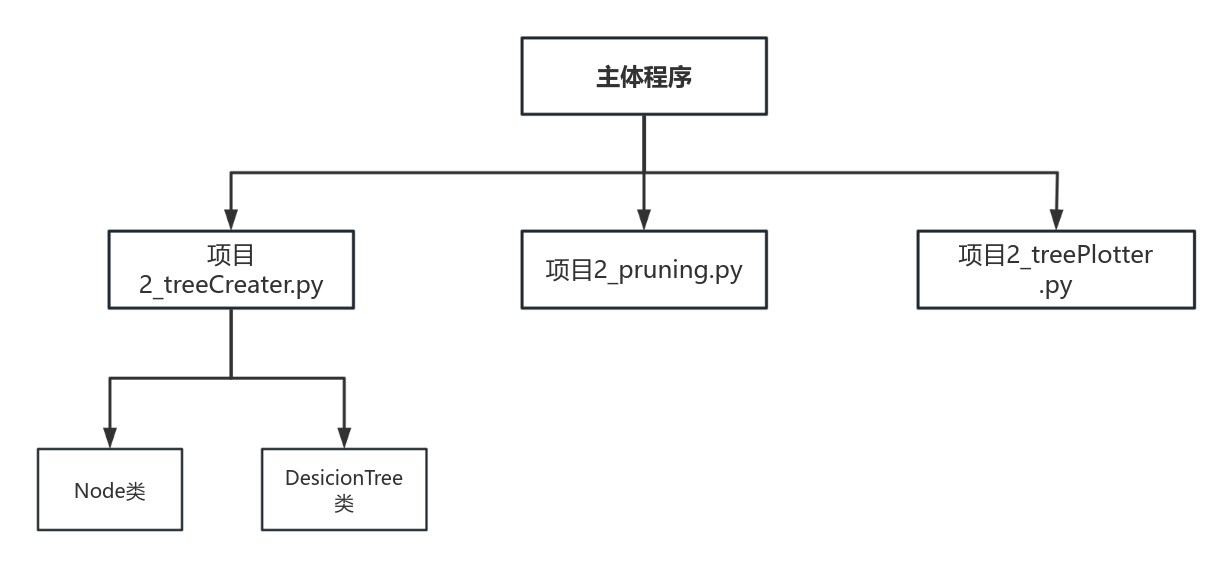 主体程序
项目
2_treeCreater.py
项目2_pruning.py
项目2_treePlotter
.py
Node类
DesicionTree
类